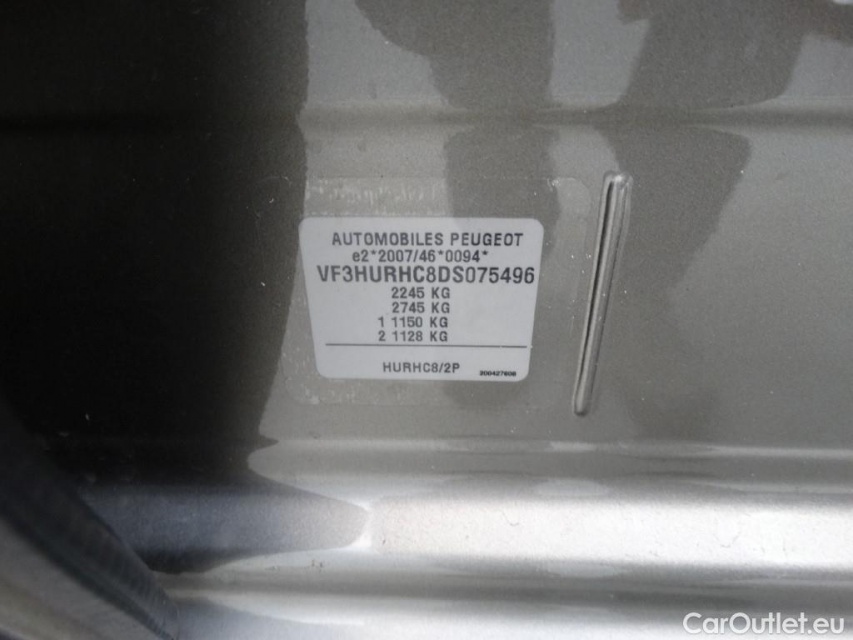 AUTOMOBILES PEUGEOT
e2*2007/46*0094*
VF3HURHC8DS075496
2245 KG
2745 KG
1 1150 KG
2 1128 KG
HURHC8/2P
200427608
CarOutlet.eu